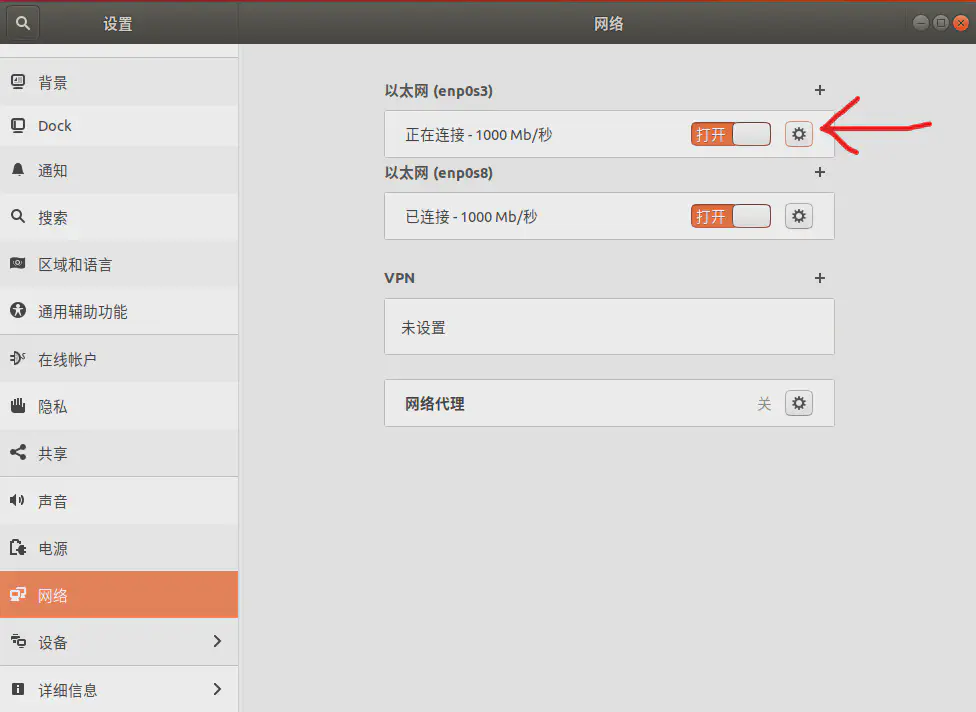 设置
网络
背景
Dock
通知
搜索
区域和语言
通用辅助功能
在线帐户
隐私
共享
声音
电源
网络
设备
详细信息
以太网 (enp0s3)
正在连接 - 1000 Mb/秒
打开
以太网 (enp0s8)
已连接 - 1000 Mb/秒
打开
VPN
未设置
网络代理
关